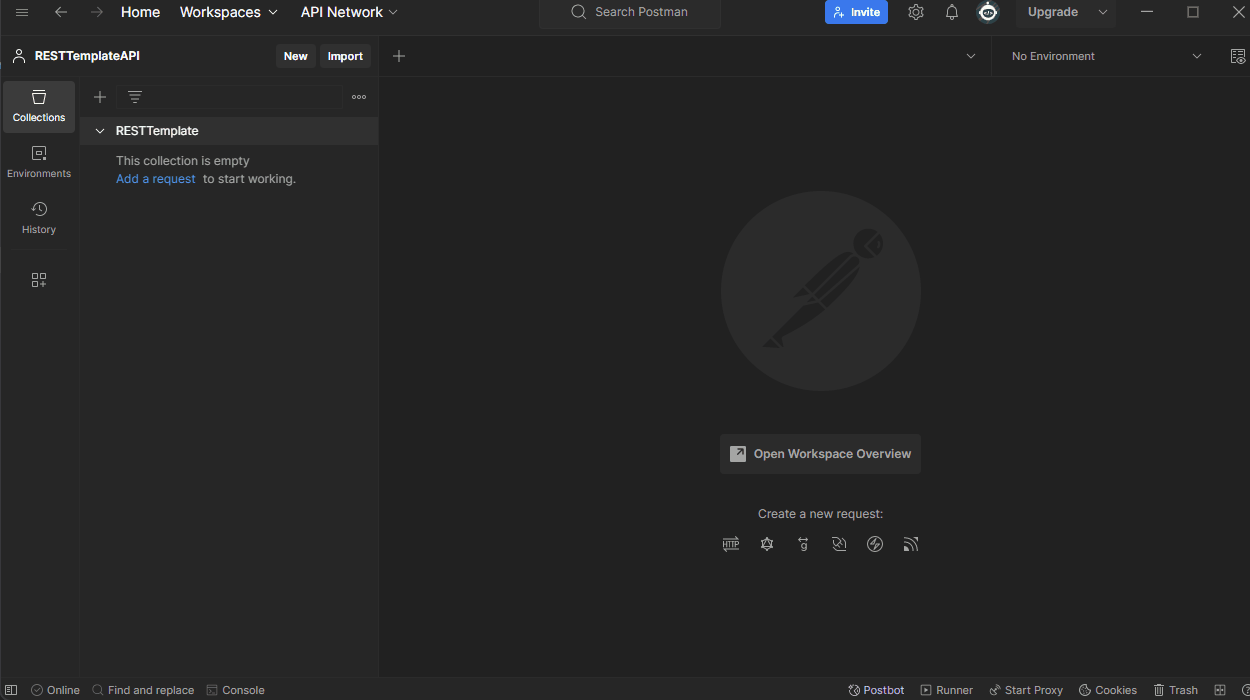 Home Workspaces API Network Search Postman Invite Upgrade
RESTTemplateAPI New Import No Environment
Collections
RESTTemplate
This collection is empty
Add a request to start working.
Environments
History
Open Workspace Overview
Create a new request:
HTTP g
Online Find and replace Console Postbot Runner Start Proxy Cookies Trash